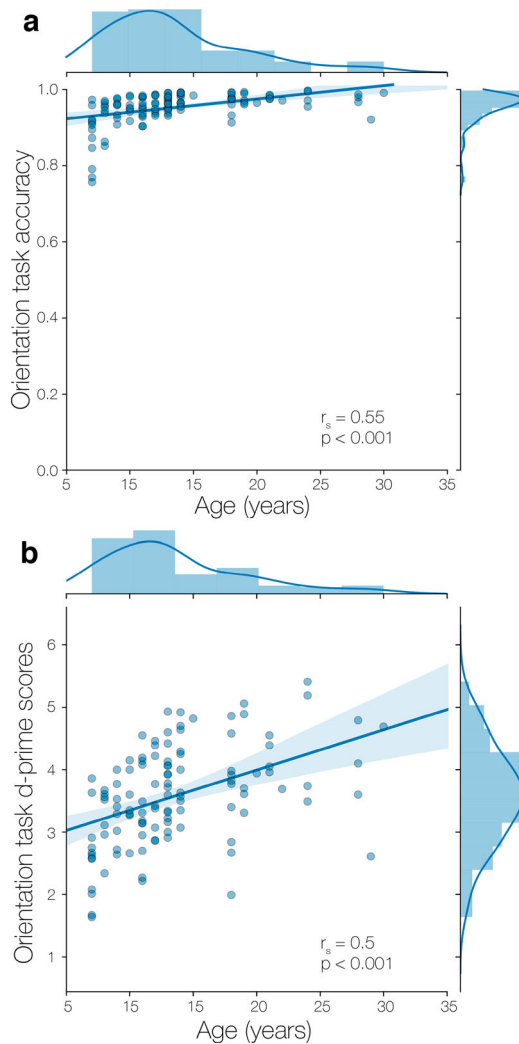 a
1.0
0.8
0.6
0.4
0.2
0.0
Orientation task accuracy
r_s = 0.55
p < 0.001
5 15 15 20 25 30 35
Age (years)
b
6
5
4
3
2
1
Orientation task d-prime scores
r_s = 0.5
p < 0.001
5 15 15 20 25 30 35
Age (years)